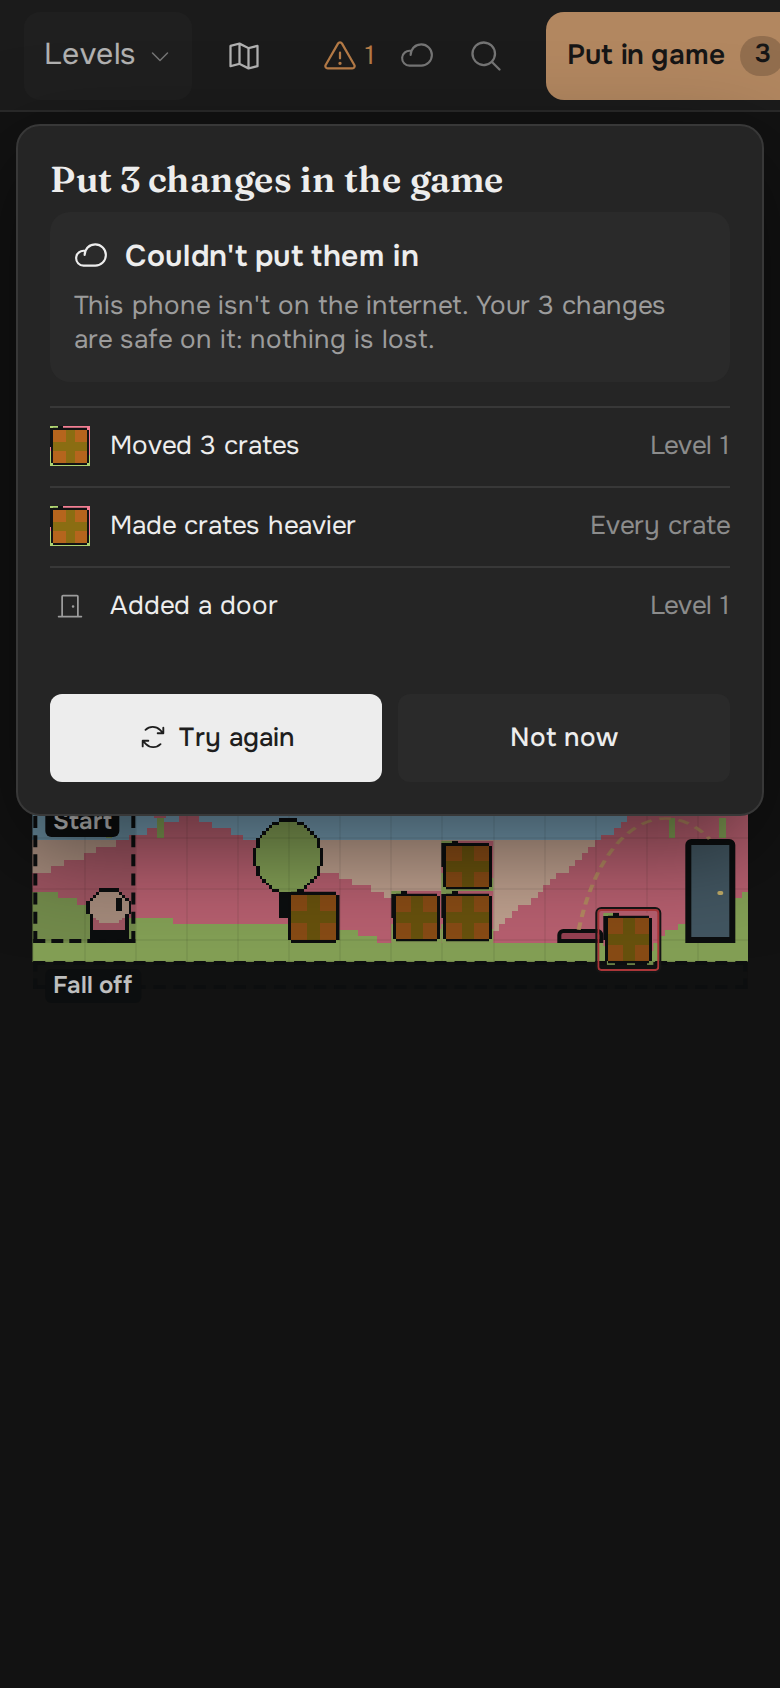 Levels
1
Put in game 3
Put 3 changes in the game
Couldn't put them in
This phone isn't on the internet. Your 3 changes
are safe on it: nothing is lost.
Moved 3 crates Level 1
Made crates heavier Every crate
Added a door Level 1
Try again Not now
Start
Fall off